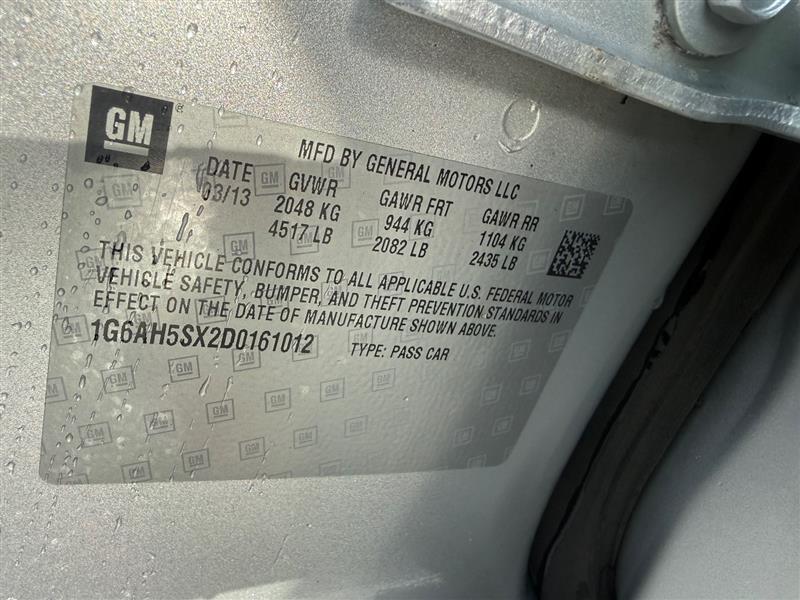 GM
MFD BY GENERAL MOTORS LLC
DATE GVWR GAWR FRT GAWR RR
03/13 2048 KG 944 KG 1104 KG
4517 LB 2082 LB 2435 LB
THIS VEHICLE CONFORMS TO ALL APPLICABLE U.S. FEDERAL MOTOR
VEHICLE SAFETY, BUMPER, AND THEFT PREVENTION STANDARDS IN
EFFECT ON THE DATE OF MANUFACTURE SHOWN ABOVE.
1G6AH5SX2D0161012 TYPE: PASS CAR